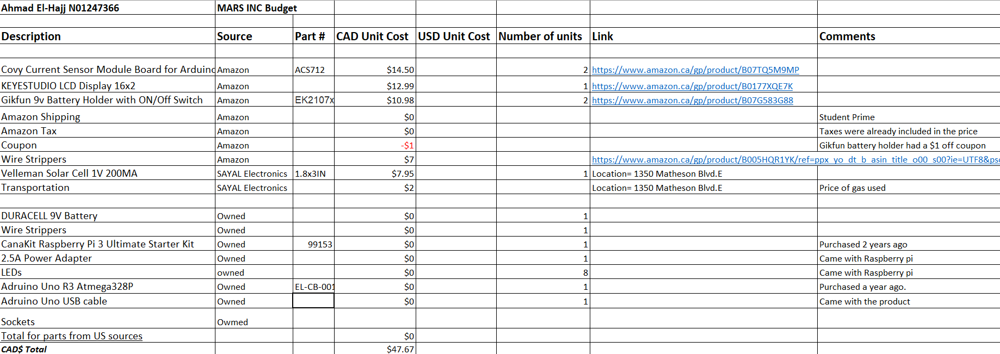 Ahmad El-Hajj N01247366 MARS INC Budget
Description Source Part # CAD Unit Cost USD Unit Cost Number of units Link Comments
Covy Current Sensor Module Board for Arduino Amazon ACS712 $14.50 2 https://www.amazon.ca/gp/product/B07TQ5M9MP
KEYESTUDIO LCD Display 16x2 Amazon $12.99 1 https://www.amazon.ca/gp/product/B0177XQE7K
Gikfun 9v Battery Holder with ON/Off Switch Amazon EK2107x $10.98 2 https://www.amazon.ca/gp/product/B07G583G88
Amazon Shipping Amazon $0 Student Prime
Amazon Tax Amazon $0 Taxes were already included in the price
Coupon Amazon -$1 Gikfun battery holder had a $1 off coupon
Wire Strippers Amazon $7 https://www.amazon.ca/gp/product/B005HQR1YK/ref=ppx_yo_dt_b_asin_title_o00_s00?ie=UTF8&psc
Velleman Solar Cell 1V 200MA SAYAL Electronics 1.8x3IN $7.95 1 Location= 1350 Matheson Blvd.E
Transportation SAYAL Electronics $2 Location= 1350 Matheson Blvd.E Price of gas used
DURACELL 9V Battery Owned $0 1
Wire Strippers Owned $0 1
CanaKit Raspberry Pi 3 Ultimate Starter Kit Owned 99153 $0 1 Purchased 2 years ago
2.5A Power Adapter Owned $0 1 Came with Raspberry pi
LEDs owned $0 8 Came with Raspberry pi
Adruino Uno R3 Atmega328P Owned EL-CB-001 $0 1 Purchased a year ago.
Adruino Uno USB cable Owned $0 1 Came with the product
Sockets Owmed
Total for parts from US sources $0
CAD$ Total $47.67